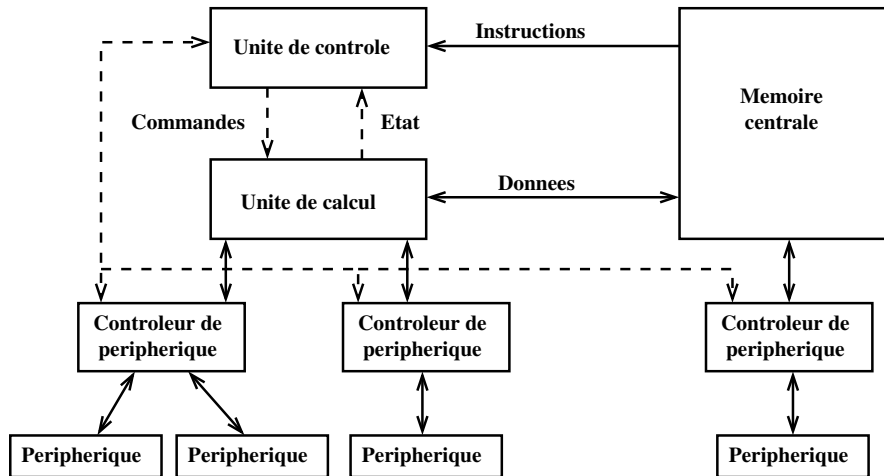 Unite de controle
Instructions
Memoire
centrale
Commandes
Etat
Unite de calcul
Donnees
Controleur de
peripherique
Controleur de
peripherique
Controleur de
peripherique
Peripherique
Peripherique
Peripherique
Peripherique